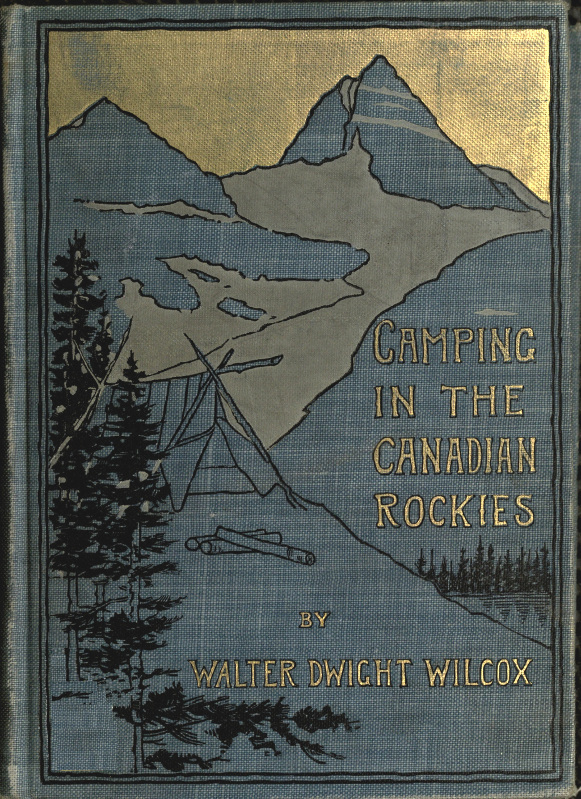 CAMPING
IN THE
CANADIAN
ROCKIES
BY
WALTER DWIGHT WILCOX